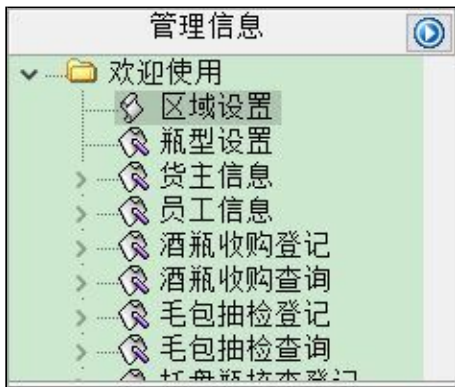 管理信息
欢迎使用
区域设置
瓶型设置
货主信息
员工信息
酒瓶收购登记
酒瓶收购查询
毛包抽检登记
毛包抽检查询